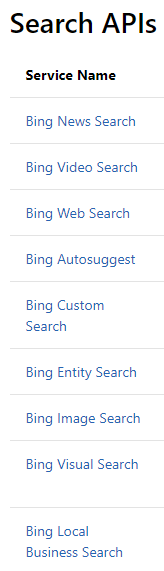 Search APIs
Service Name
Bing News Search
Bing Video Search
Bing Web Search
Bing Autosuggest
Bing Custom
Search
Bing Entity Search
Bing Image Search
Bing Visual Search
Bing Local
Business Search